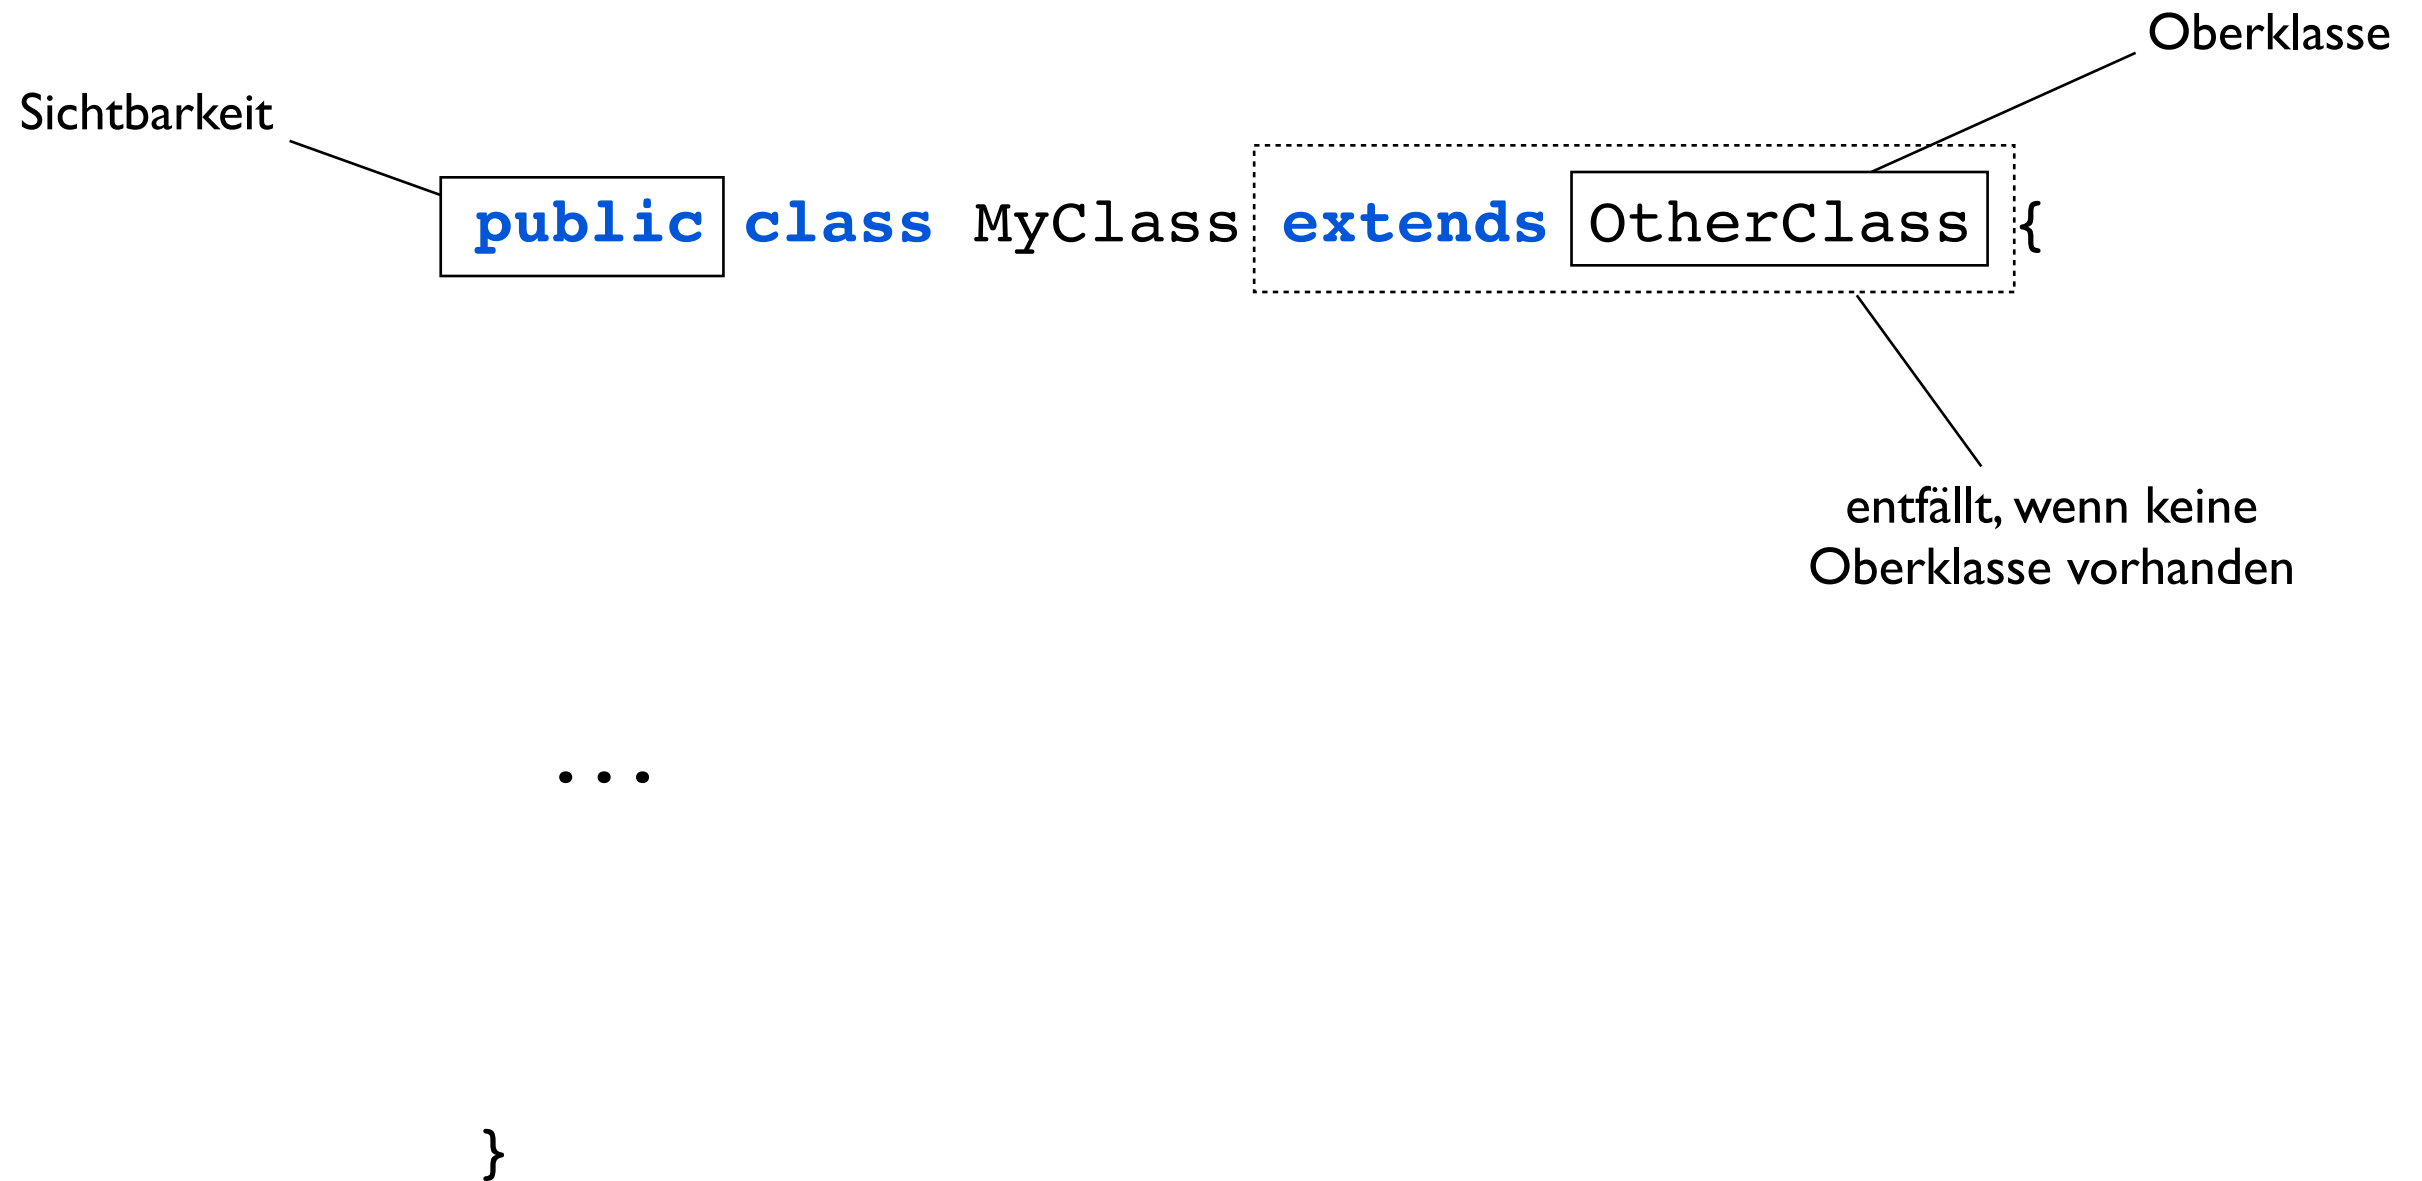 Oberklasse
Sichtbarkeit
public class MyClass extends OtherClass {
entfällt, wenn keine
Oberklasse vorhanden
...
}